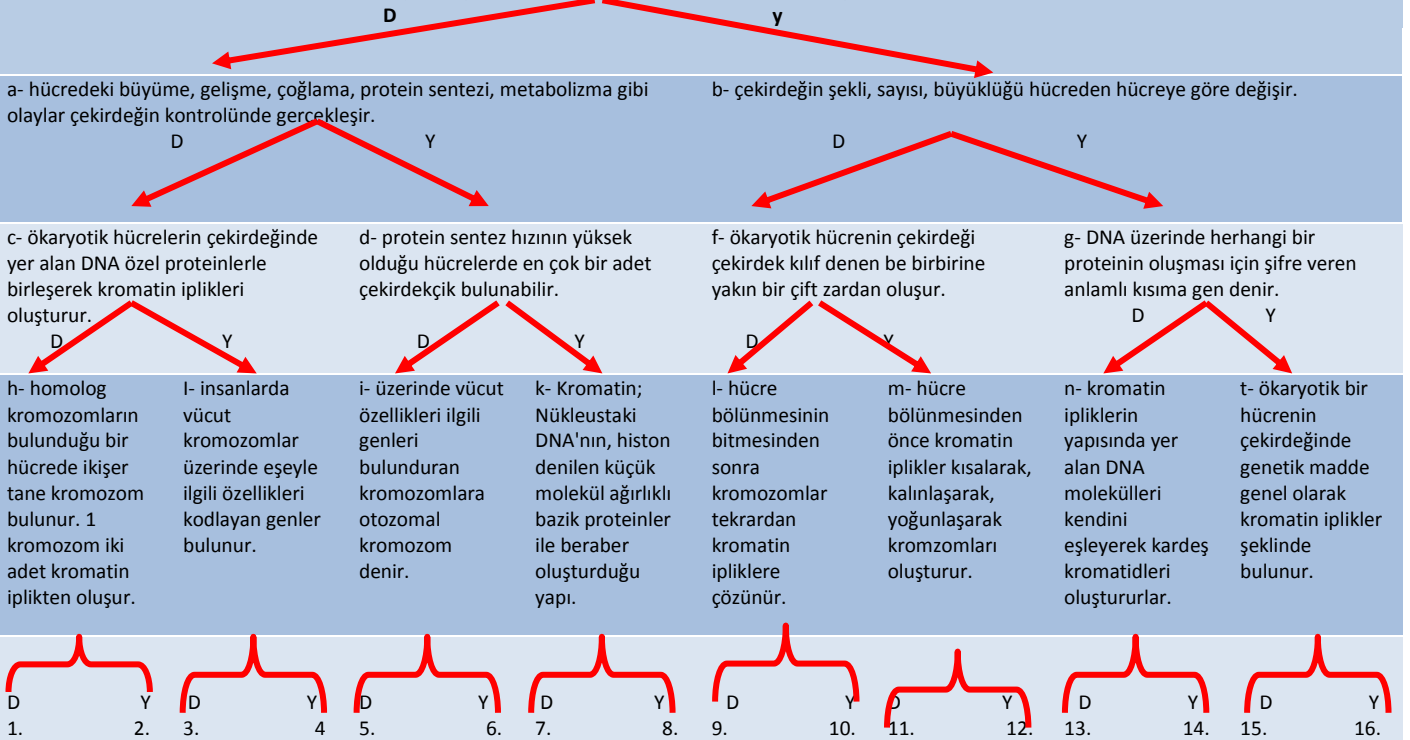 D y
a- hücredeki büyüme, gelişme, çoğlama, protein sentezi, metabolizma gibi
olaylar çekirdeğin kontrolünde gerçekleşir.
D Y
b- çekirdeğin şekli, sayısı, büyüklüğü hücreden hücreye göre değişir.
D Y
c- ökaryotik hücrelerin çekirdeğinde
yer alan DNA özel proteinlerle
birleşerek kromatin iplikleri
oluşturur.
D Y
d- protein sentez hızının yüksek
olduğu hücrelerde en çok bir adet
çekirdekçik bulunabilir.
D Y
f- ökaryotik hücrenin çekirdeği
çekirdek kılıf denen be birbirine
yakın bir çift zardan oluşur.
D Y
g- DNA üzerinde herhangi bir
proteinin oluşması için şifre veren
anlamlı kısıma gen denir.
D Y
h- homolog
kromozomların
bulunduğu bir
hücrede ikişer
tane kromozom
bulunur. 1
kromozom iki
adet kromatin
iplikten oluşur.
I- insanlarda
vücut
kromozomlar
üzerinde eşeyle
ilgili özellikleri
kodlayan genler
bulunur.
i- üzerinde vücut
özellikleri ilgili
genleri
bulunduran
kromozomlara
otozomal
kromozom
denir.
k- Kromatin;
Nükleustaki
DNA'nın, histon
denilen küçük
molekül ağırlıklı
bazik proteinler
ile beraber
oluşturduğu
yapı.
l- hücre
bölünmesinin
bitmesinden
sonra
kromozomlar
tekrardan
kromatin
ipliklere
çözünür.
m- hücre
bölünmesinden
önce kromatin
iplikler kısalarak,
kalınlaşarak,
yoğunlaşarak
kromzomları
oluşturur.
n- kromatin
ipliklerin
yapısında yer
alan DNA
molekülleri
kendini
eşleyerek kardeş
kromatidleri
oluştururlar.
t- ökaryotik bir
hücrenin
çekirdeğinde
genetik madde
genel olarak
kromatin iplikler
şeklinde
bulunur.
D Y D Y D Y D Y D Y D Y D Y D Y
1. 2. 3. 4 5. 6. 7. 8. 9. 10. 11. 12. 13. 14. 15. 16.